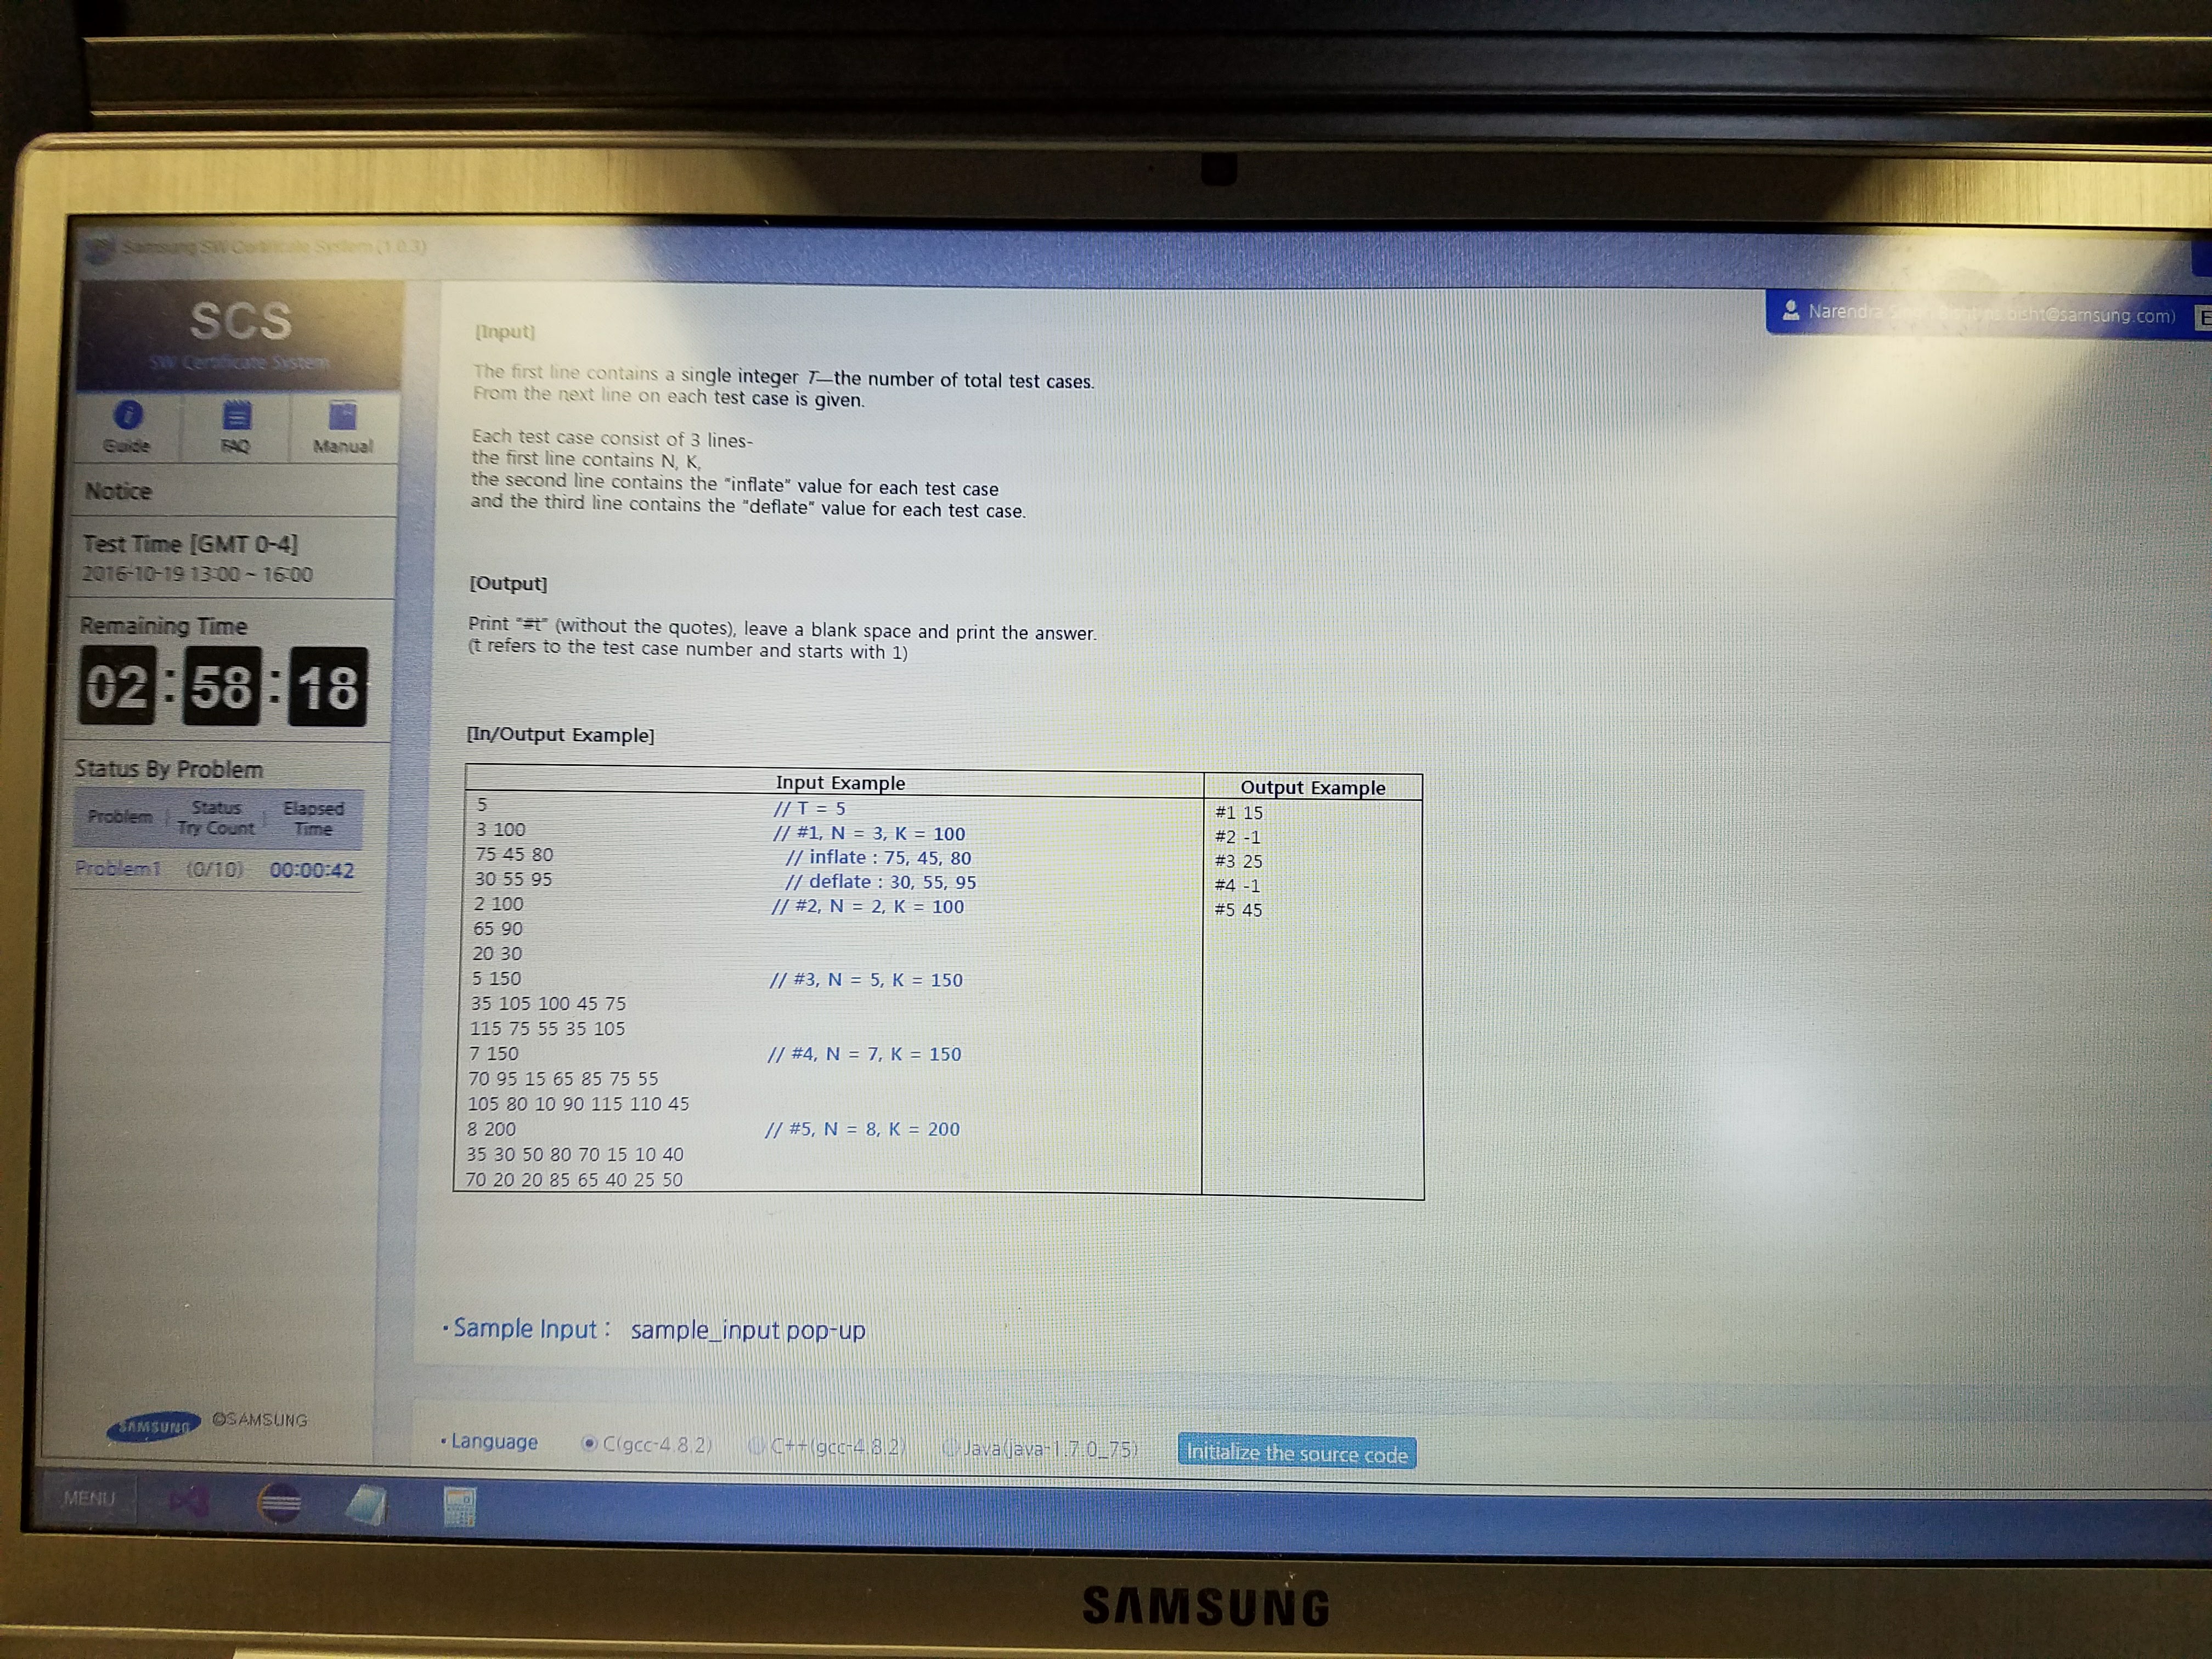 Samsung SW Certificate System (1.0.3)
SCS
SW Certificate System
Guide FAQ Manual
Notice
Test Time [GMT 0-4]
2016-10-19 13:00 ~ 16:00
Remaining Time
02:58:18
Status By Problem
Problem Status Try Count Elapsed Time
Problem1 (0/10) 00:00:42
SAMSUNG ©SAMSUNG
Narendra bisht@samsung.com)
E
[Input]
The first line contains a single integer T—the number of total test cases.
From the next line on each test case is given.
Each test case consist of 3 lines-
the first line contains N, K,
the second line contains the "inflate" value for each test case
and the third line contains the "deflate" value for each test case.
[Output]
Print "#t" (without the quotes), leave a blank space and print the answer.
(t refers to the test case number and starts with 1)
[In/Output Example]
Input Example Output Example
5 // T = 5 #1 15
3 100 // #1, N = 3, K = 100 #2 -1
75 45 80 // inflate : 75, 45, 80 #3 25
30 55 95 // deflate : 30, 55, 95 #4 -1
2 100 // #2, N = 2, K = 100 #5 45
65 90
20 30
5 150 // #3, N = 5, K = 150
35 105 100 45 75
115 75 55 35 105
7 150 // #4, N = 7, K = 150
70 95 15 65 85 75 55
105 80 10 90 115 110 45
8 200 // #5, N = 8, K = 200
35 30 50 80 70 15 10 40
70 20 20 85 65 40 25 50
• Sample Input : sample_input pop-up
• Language C(gcc-4.8.2) C++(gcc-4.8.2) Java(java-1.7.0_75) Initialize the source code
MENU
SAMSUNG